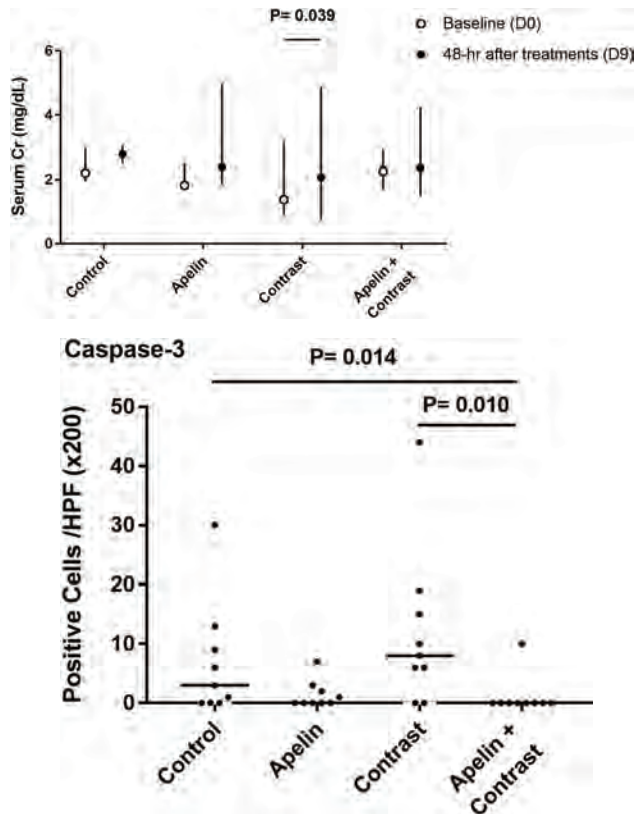 P= 0.039
Baseline (D0)
48-hr after treatments (D9)
Serum Cr (mg/dL)
6
4
2
0
Control
Apelin
Contrast
Apelin +
Contrast
Caspase-3
P= 0.014
P= 0.010
Positive Cells /HPF (x200)
50
40
30
20
10
0
Control
Apelin
Contrast
Apelin +
Contrast